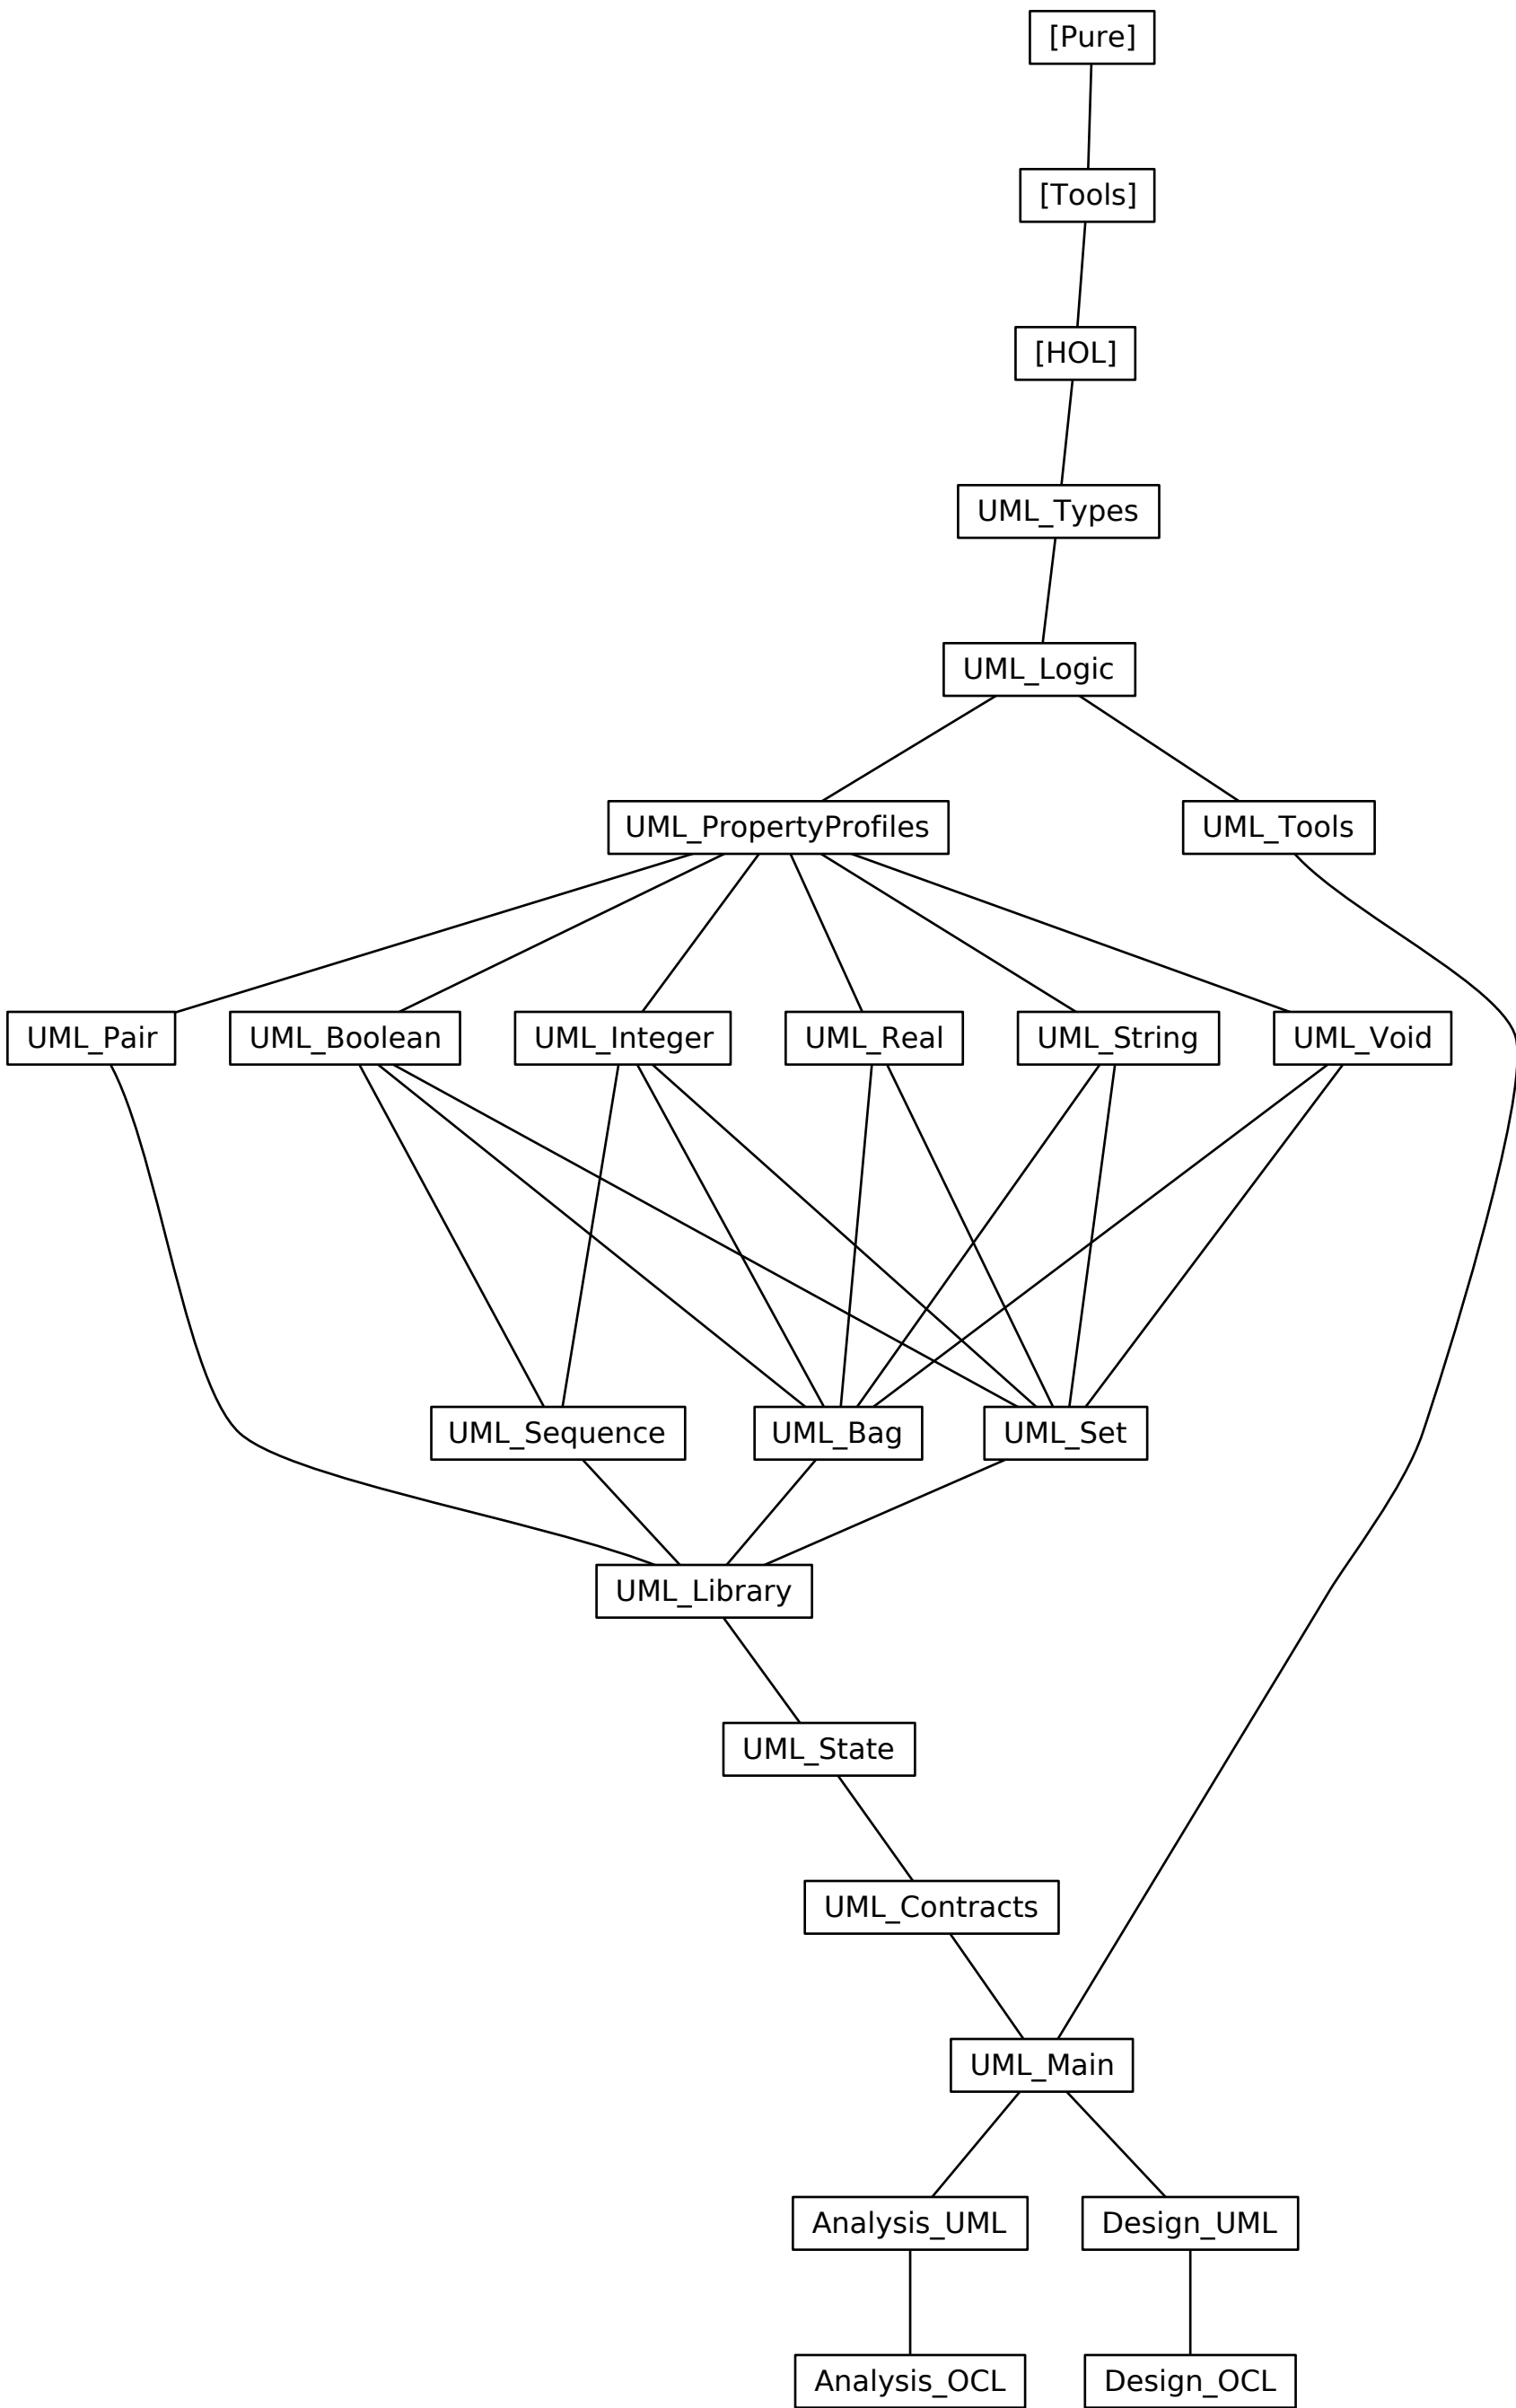 [Pure]
[Tools]
[HOL]
UML_Types
UML_Logic
UML_PropertyProfiles
UML_Tools
UML_Pair
UML_Boolean
UML_Integer
UML_Real
UML_String
UML_Void
UML_Sequence
UML_Bag
UML_Set
UML_Library
UML_State
UML_Contracts
UML_Main
Analysis_UML
Design_UML
Analysis_OCL
Design_OCL